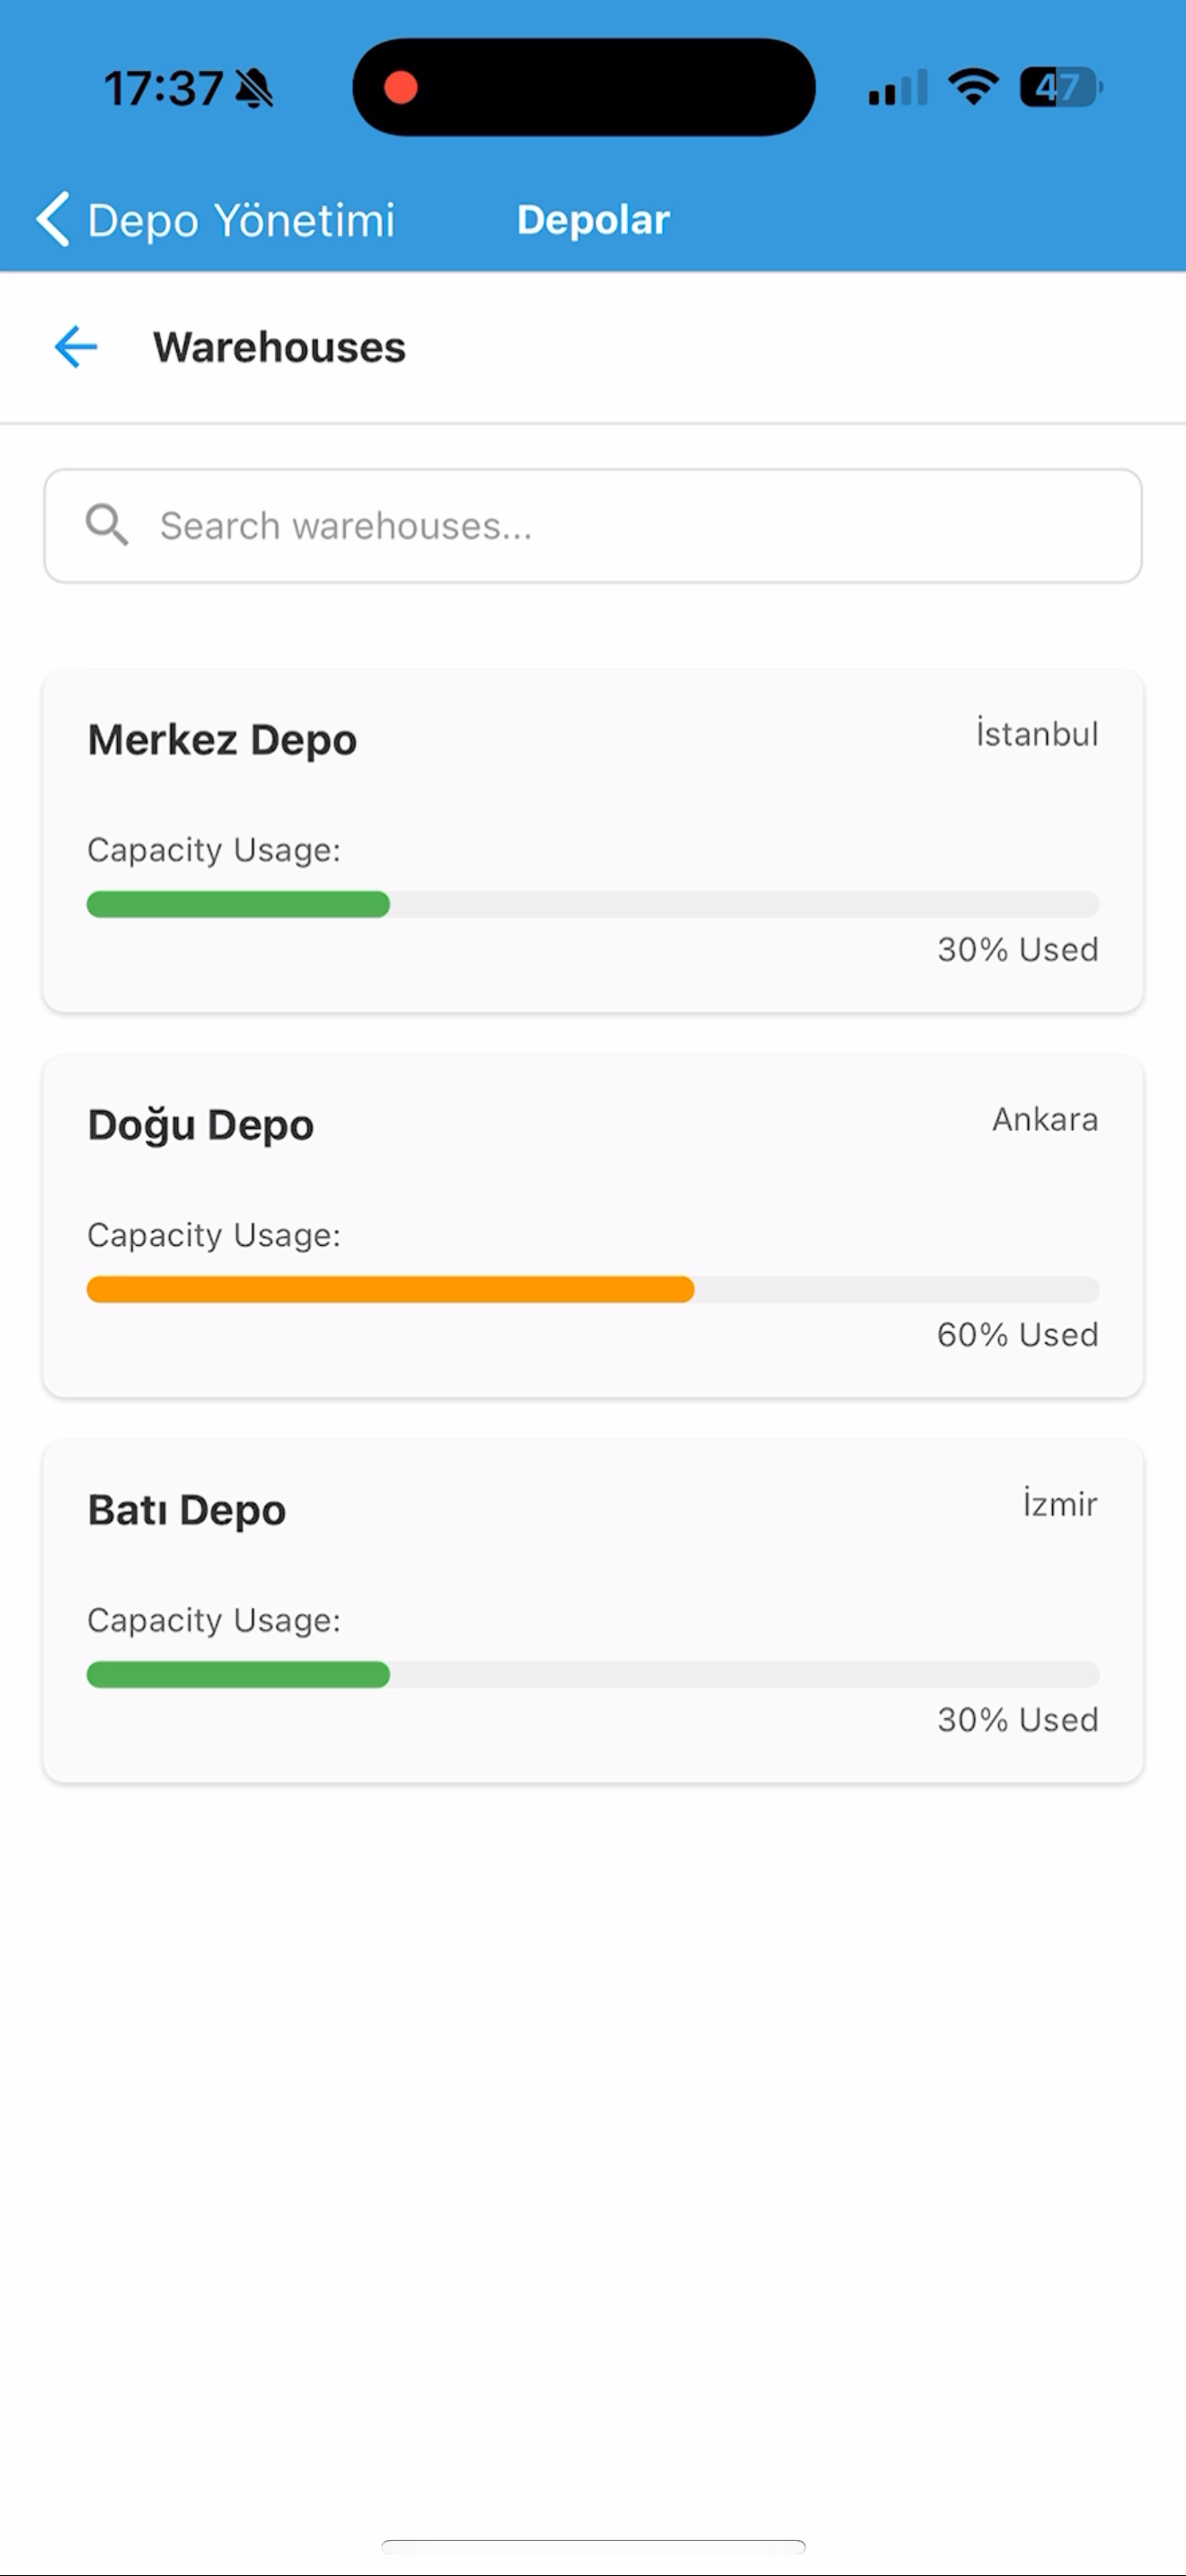 17:37 47
Depo Yönetimi Depolar
Warehouses
Search warehouses...
Merkez Depo İstanbul
Capacity Usage:
30% Used
Doğu Depo Ankara
Capacity Usage:
60% Used
Batı Depo İzmir
Capacity Usage:
30% Used